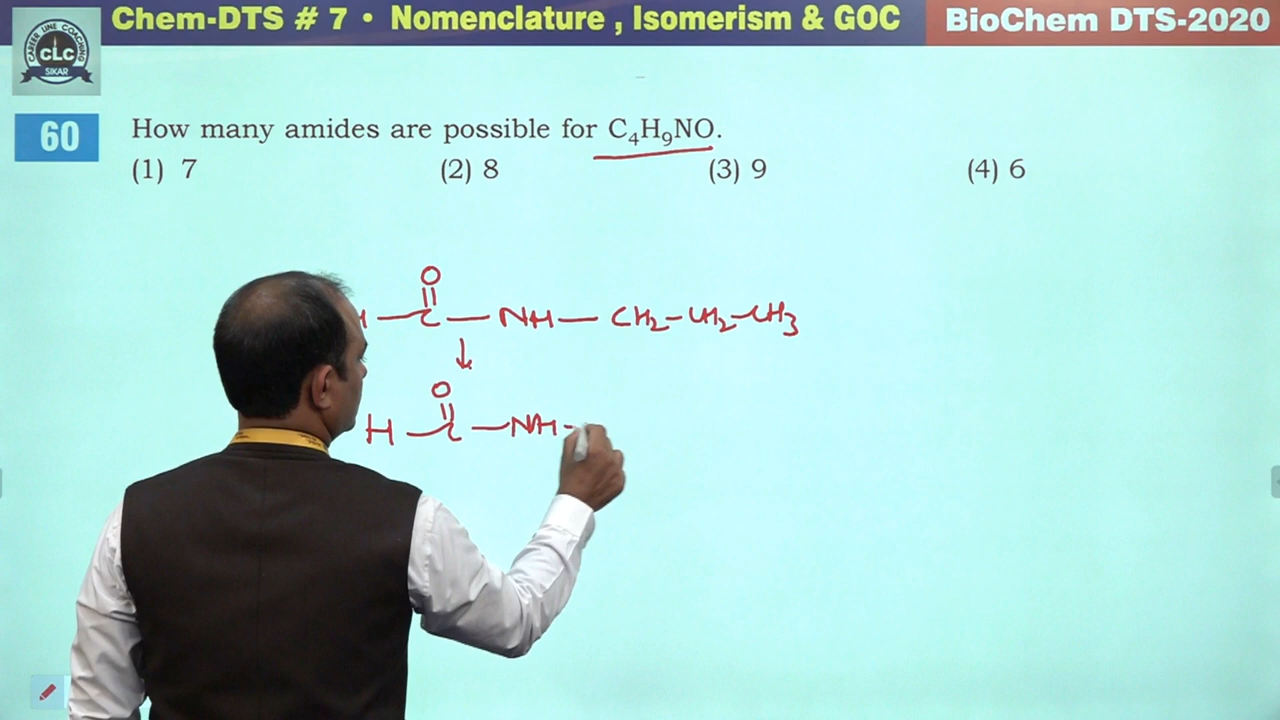 Chem-DTS # 7 • Nomenclature , Isomerism & GOC
BioChem DTS-2020
CAREER LINE COACHING
CLC
SIKAR
60 How many amides are possible for C₄H₉NO.
(1) 7 (2) 8 (3) 9 (4) 6
O
C — NH — CH₂ - CH₂ - CH₃
O
H — C — NH -